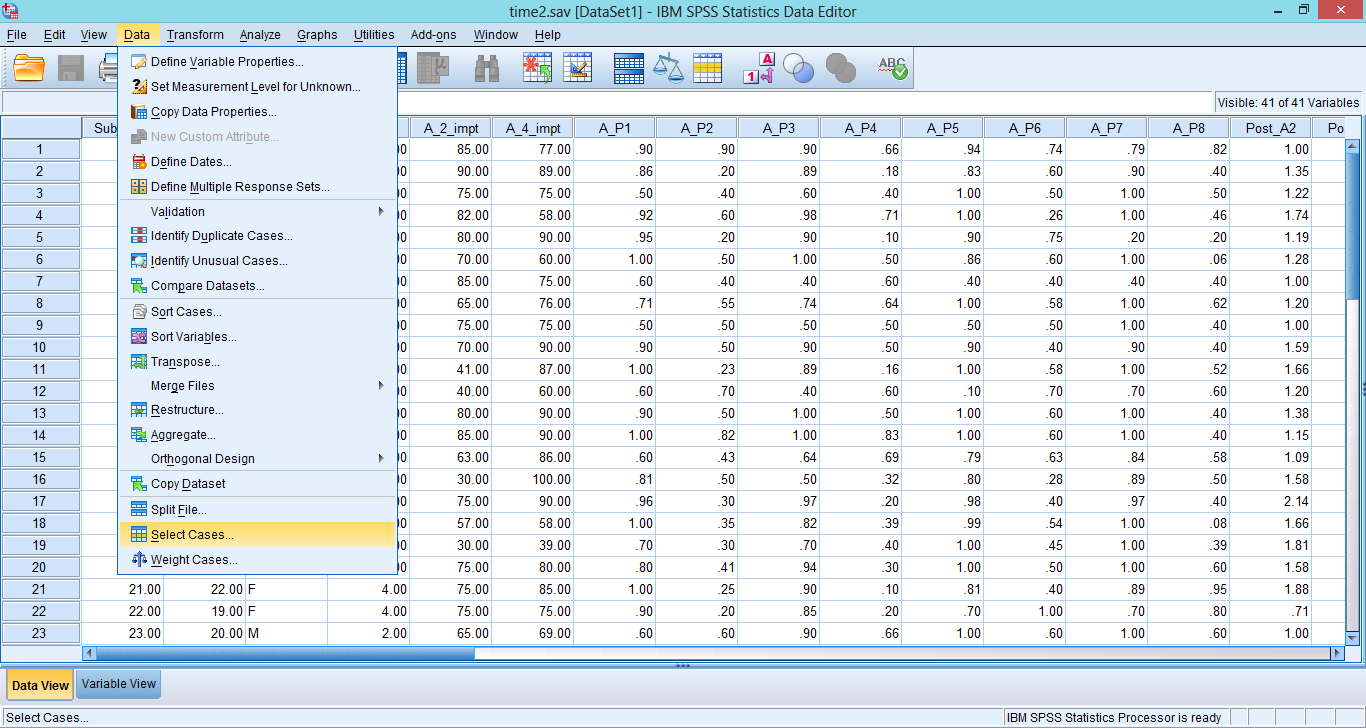 time2.sav [DataSet1] - IBM SPSS Statistics Data Editor
File Edit View Data Transform Analyze Graphs Utilities Add-ons Window Help
1 A
ABC
Visible: 41 of 41 Variables
Define Variable Properties...
Set Measurement Level for Unknown...
Copy Data Properties...
New Custom Attribute...
Define Dates...
Define Multiple Response Sets...
Validation
Identify Duplicate Cases...
Identify Unusual Cases...
Compare Datasets...
Sort Cases...
Sort Variables...
Transpose...
Merge Files
Restructure...
Aggregate...
Orthogonal Design
Copy Dataset
Split File...
Select Cases...
Weight Cases...
Sub A_2_impt A_4_impt A_P1 A_P2 A_P3 A_P4 A_P5 A_P6 A_P7 A_P8 Post_A2 Po
1 85.00 77.00 .90 .90 .90 .66 .94 .74 .79 .82 1.00
2 90.00 89.00 .86 .20 .89 .18 .83 .60 .90 .40 1.35
3 75.00 75.00 .50 .40 .60 .40 1.00 .50 1.00 .50 1.22
4 82.00 58.00 .92 .60 .98 .71 1.00 .26 1.00 .46 1.74
5 80.00 90.00 .95 .20 .90 .10 .90 .75 .20 .20 1.19
6 70.00 60.00 1.00 .50 1.00 .50 .86 .60 1.00 .06 1.28
7 85.00 75.00 .60 .40 .40 .60 .40 .40 .40 .40 1.00
8 65.00 76.00 .71 .55 .74 .64 1.00 .58 1.00 .62 1.20
9 75.00 75.00 .50 .50 .50 .50 .50 .50 1.00 .40 1.00
10 70.00 90.00 .90 .50 .90 .50 .90 .40 .90 .40 1.59
11 41.00 87.00 1.00 .23 .89 .16 1.00 .58 1.00 .52 1.66
12 40.00 60.00 .60 .70 .40 .60 .10 .70 .70 .60 1.20
13 80.00 90.00 .90 .50 1.00 .50 1.00 .60 1.00 .40 1.38
14 85.00 90.00 1.00 .82 1.00 .83 1.00 .60 1.00 .40 1.15
15 63.00 86.00 .60 .43 .64 .69 .79 .63 .84 .58 1.09
16 30.00 100.00 .81 .50 .50 .32 .80 .28 .89 .50 1.58
17 75.00 90.00 .96 .30 .97 .20 .98 .40 .97 .40 2.14
18 57.00 58.00 1.00 .35 .82 .39 .99 .54 1.00 .08 1.66
19 30.00 39.00 .70 .30 .70 .40 1.00 .45 1.00 .39 1.81
20 75.00 80.00 .80 .41 .94 .30 1.00 .50 1.00 .60 1.58
21 21.00 22.00 F 4.00 75.00 85.00 1.00 .25 .90 .10 .81 .40 .89 .95 1.88
22 22.00 19.00 F 4.00 75.00 75.00 .90 .20 .85 .20 .70 1.00 .70 .80 .71
23 23.00 20.00 M 2.00 65.00 69.00 .60 .60 .90 .66 1.00 .60 1.00 .60 1.00
Data View Variable View
Select Cases... IBM SPSS Statistics Processor is ready